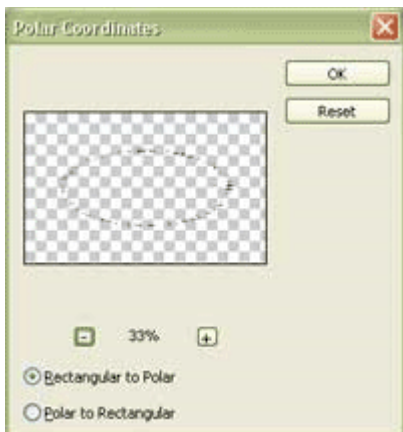 Polar Coordinates
OK
Reset
- 33% +
Rectangular to Polar
Polar to Rectangular